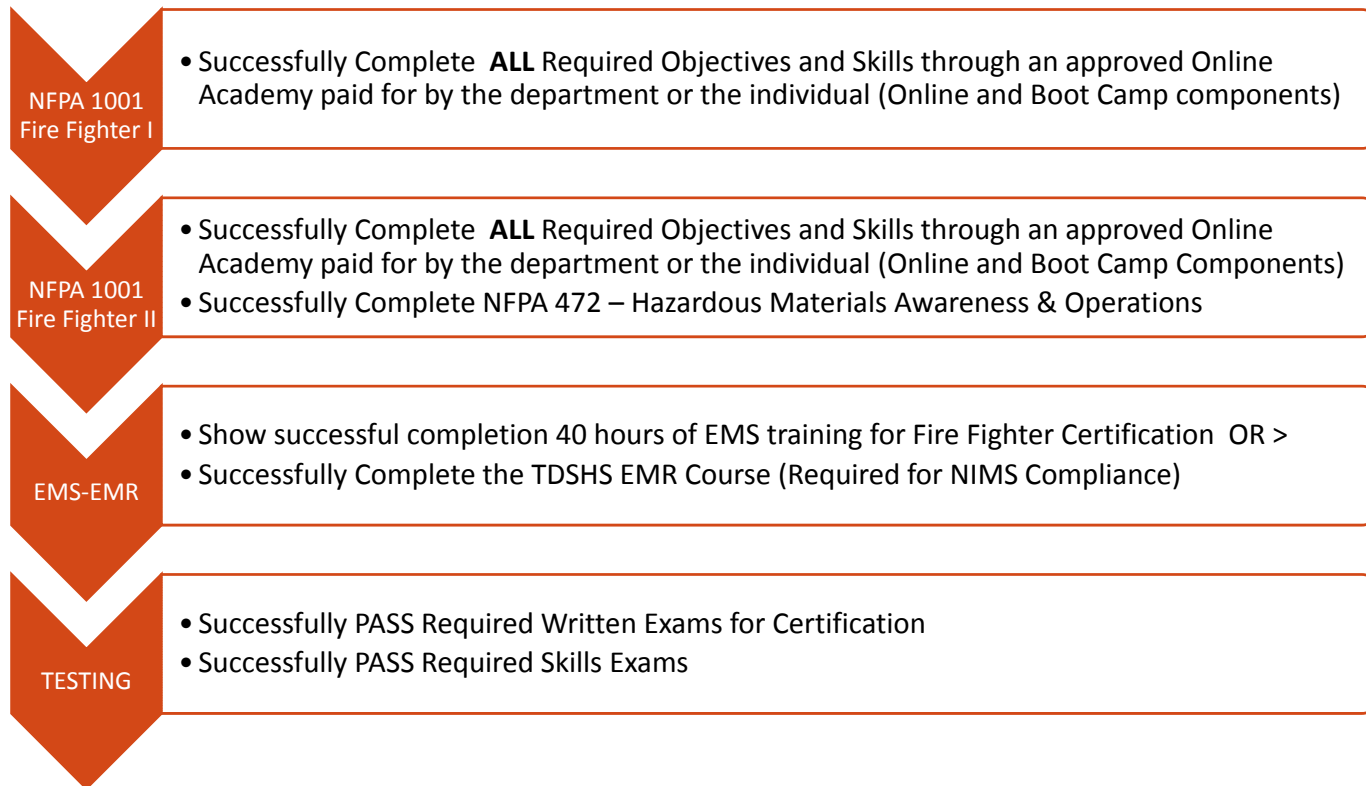 NFPA 1001
Fire Fighter I
• Successfully Complete ALL Required Objectives and Skills through an approved Online
Academy paid for by the department or the individual (Online and Boot Camp components)
NFPA 1001
Fire Fighter II
• Successfully Complete ALL Required Objectives and Skills through an approved Online
Academy paid for by the department or the individual (Online and Boot Camp Components)
• Successfully Complete NFPA 472 – Hazardous Materials Awareness & Operations
EMS-EMR
• Show successful completion 40 hours of EMS training for Fire Fighter Certification OR >
• Successfully Complete the TDSHS EMR Course (Required for NIMS Compliance)
TESTING
• Successfully PASS Required Written Exams for Certification
• Successfully PASS Required Skills Exams